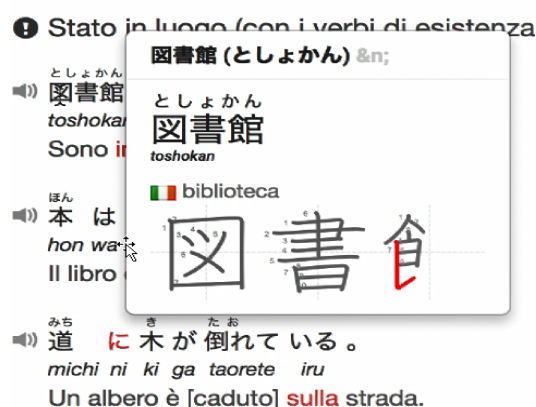 Stato in luogo (con i verbi di esistenza
としょかん
図書館
toshokan
Sono
図書館 (としょかん) &n;
としょかん
図書館
toshokan
biblioteca
図書
ほん
本 は
hon wa
Il libro
みち き たお
道 に 木 が 倒れて いる 。
michi ni ki ga taorete iru
Un albero è [caduto] sulla strada.